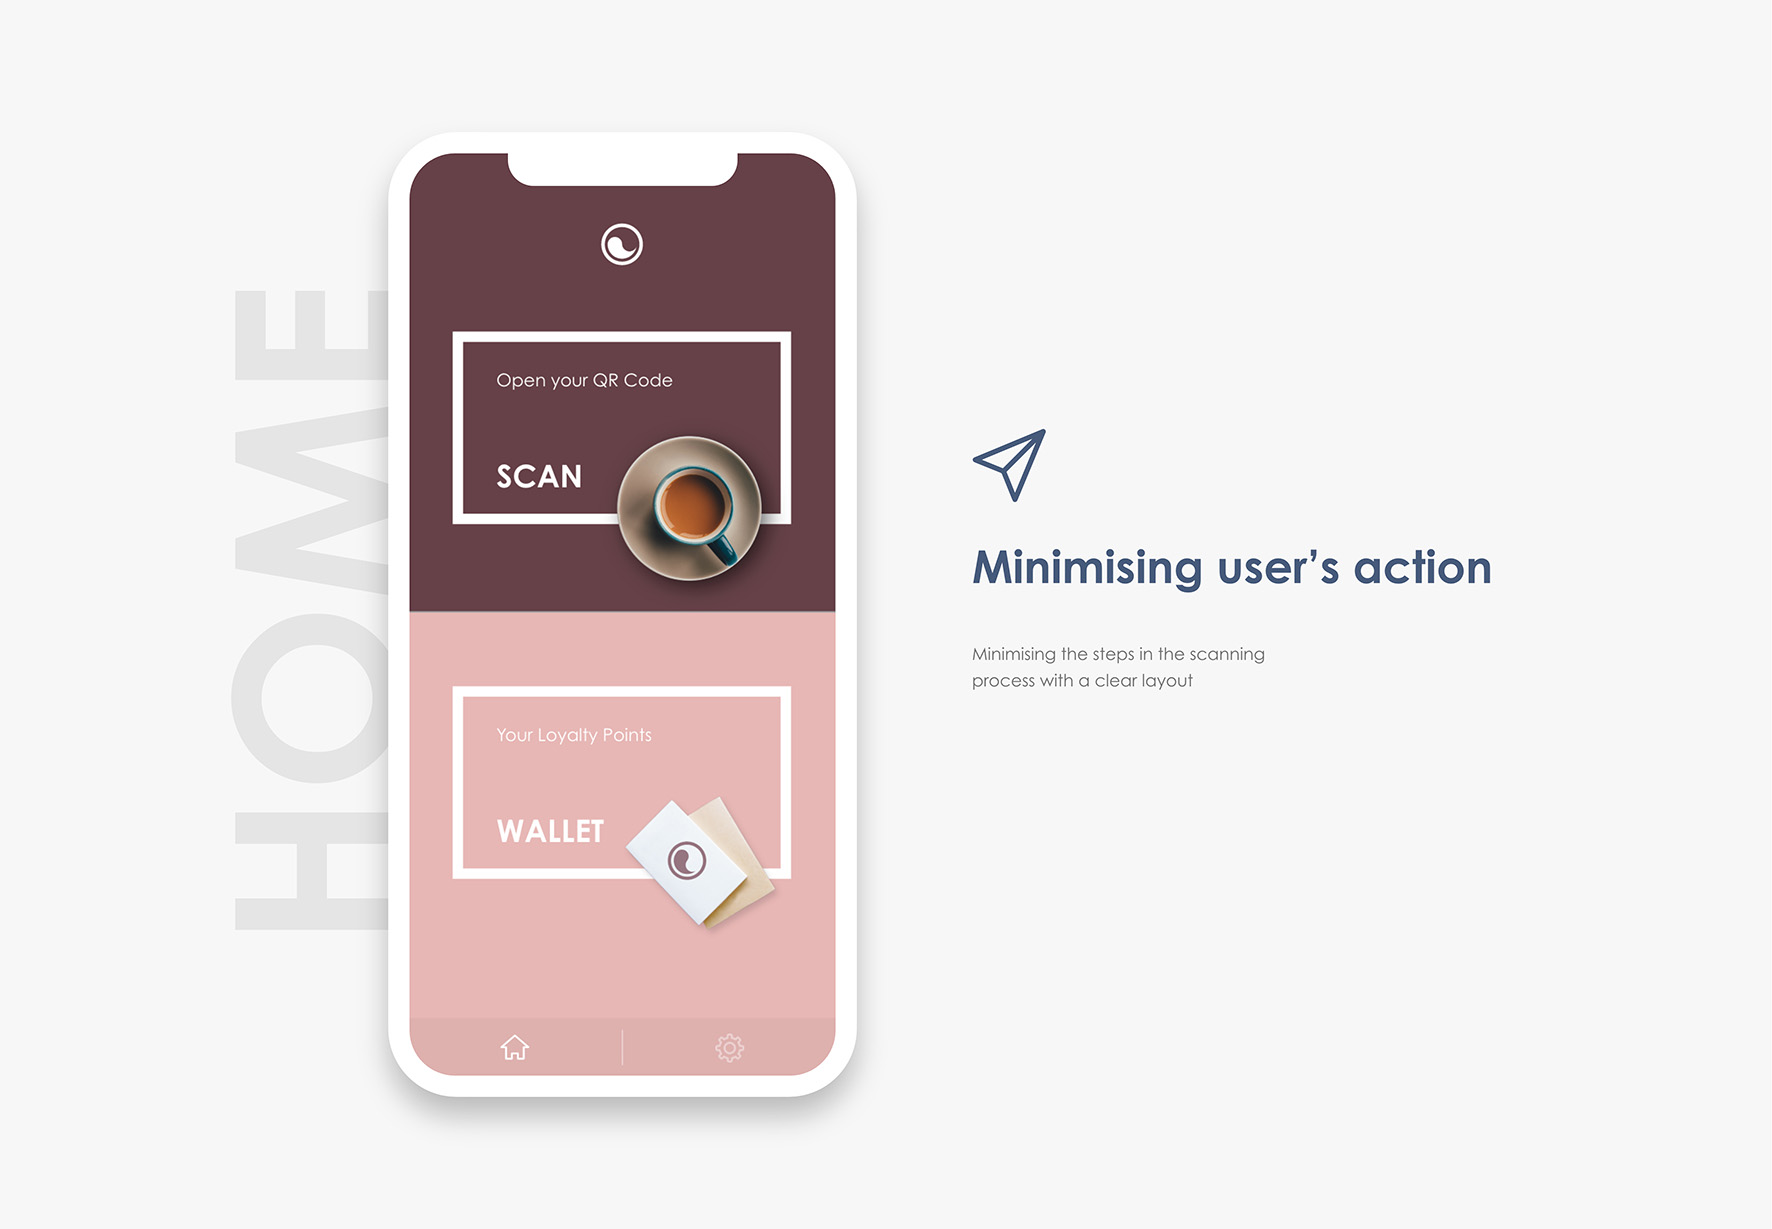 HOME
Open your QR Code
SCAN
Your Loyalty Points
WALLET
Minimising user’s action
Minimising the steps in the scanning
process with a clear layout